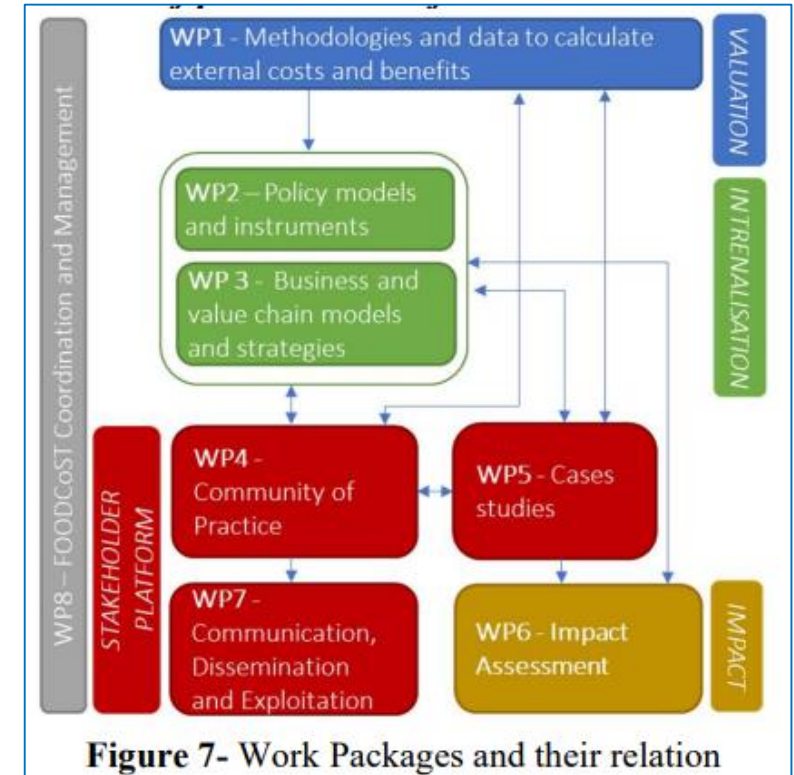 WP1 - Methodologies and data to calculate
external costs and benefits
VALUATION
WP2 – Policy models
and instruments
WP 3 - Business and
value chain models
and strategies
INTRENALISATION
WP8 – FOODCoST Coordination and Management
STAKEHOLDER
PLATFORM
WP4 -
Community of
Practice
WP5 - Cases
studies
WP7 -
Communication,
Dissemination
and Exploitation
WP6 - Impact
Assessment
IMPACT
Figure 7- Work Packages and their relation